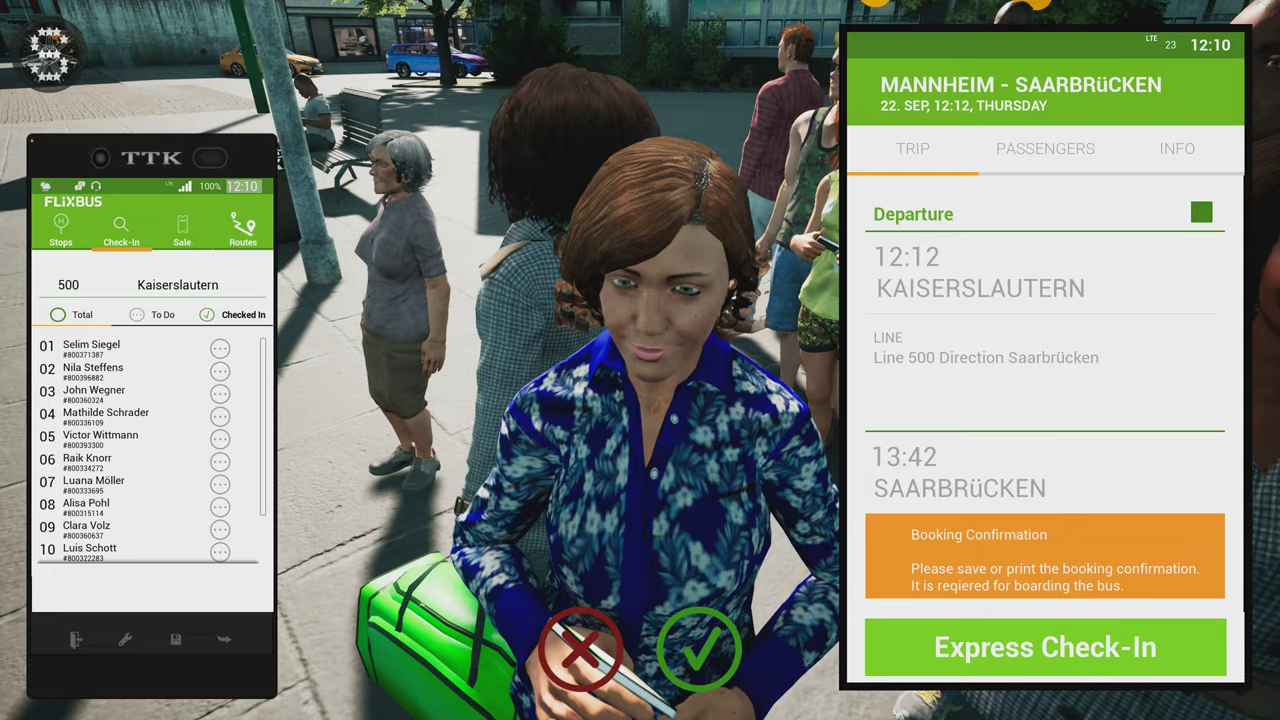 TTK
LTE 100% 12:10
FLiXBUS
H
Stops Check-In Sale Routes
500 Kaiserslautern
Total To Do Checked In
01 Selim Siegel
#800371387
02 Nila Steffens
#800396882
03 John Wegner
#800360324
04 Mathilde Schrader
#800336109
05 Victor Wittmann
#800393300
06 Raik Knorr
#800334272
07 Luana Möller
#800333695
08 Alisa Pohl
#800315114
09 Clara Volz
#800360637
10 Luis Schott
#800322283
LTE 23 12:10
MANNHEIM - SAARBRüCKEN
22. SEP, 12:12, THURSDAY
TRIP PASSENGERS INFO
Departure
12:12
KAISERSLAUTERN
LINE
Line 500 Direction Saarbrücken
13:42
SAARBRüCKEN
Booking Confirmation
Please save or print the booking confirmation.
It is reqiered for boarding the bus.
Express Check-In